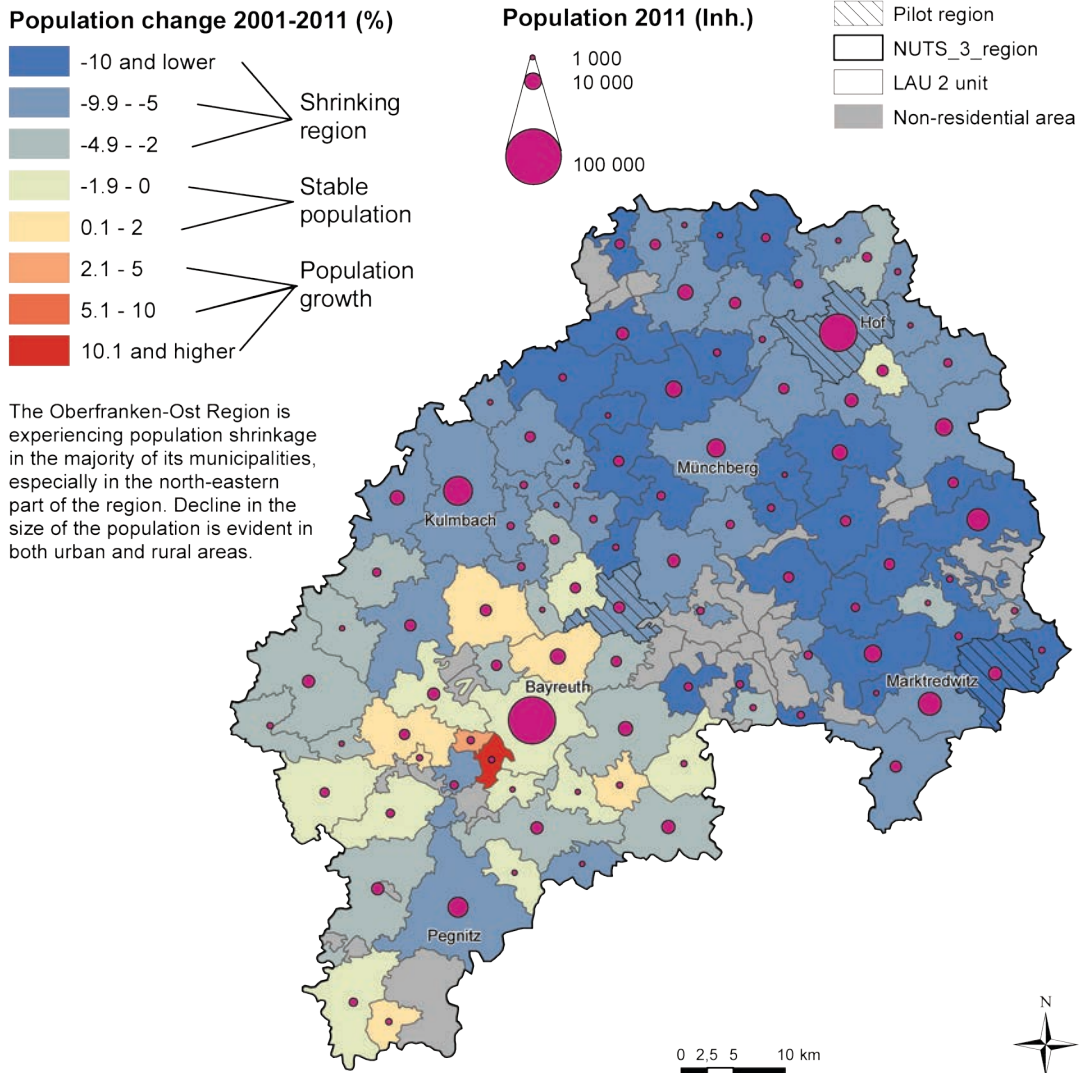 Population change 2001-2011 (%)
-10 and lower
-9.9 - -5
-4.9 - -2
-1.9 - 0
0.1 - 2
2.1 - 5
5.1 - 10
10.1 and higher
Shrinking
region
Stable
population
Population
growth
Population 2011 (Inh.)
1 000
10 000
100 000
Pilot region
NUTS_3_region
LAU 2 unit
Non-residential area
The Oberfranken-Ost Region is
experiencing population shrinkage
in the majority of its municipalities,
especially in the north-eastern
part of the region. Decline in the
size of the population is evident in
both urban and rural areas.
Hof
Münchberg
Kulmbach
Bayreuth
Marktredwitz
Pegnitz
N
0 2,5 5 10 km